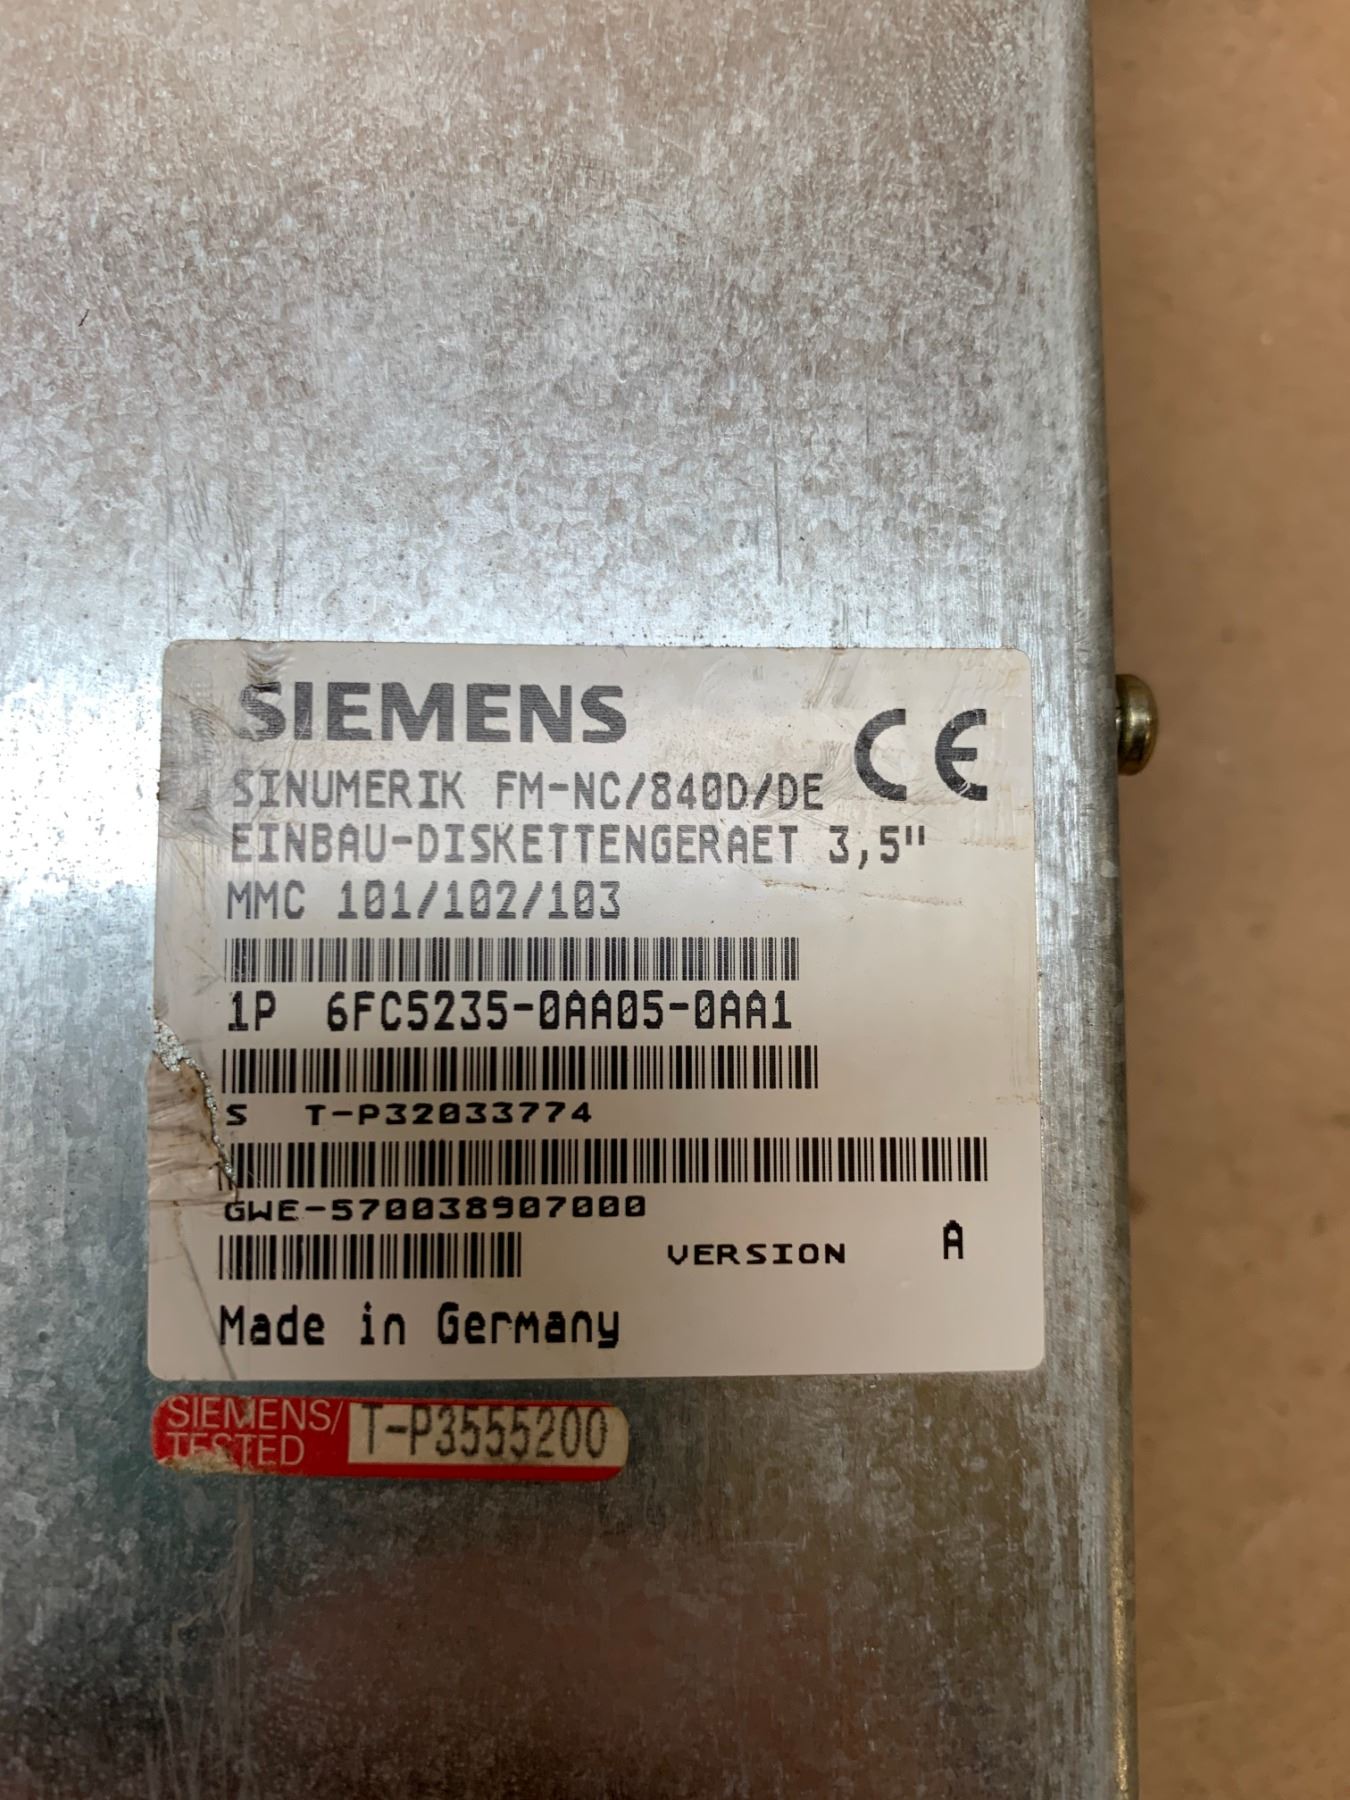 SIEMENS
CE
SINUMERIK FM-NC/840D/DE
EINBAU-DISKETTENGERAET 3,5"
MMC 101/102/103
1P 6FC5235-0AA05-0AA1
S T-P32033774
GWE-570038907000
VERSION A
Made in Germany
SIEMENS/
TESTED
T-P3555200